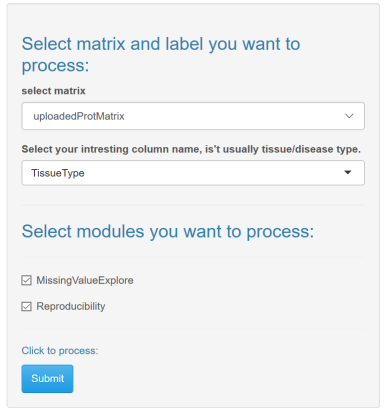 Select matrix and label you want to
process:
select matrix
uploadedProtMatrix
Select your intresting column name, is't usually tissue/disease type.
TissueType
Select modules you want to process:
MissingValueExplore
Reproducibility
Click to process:
Submit